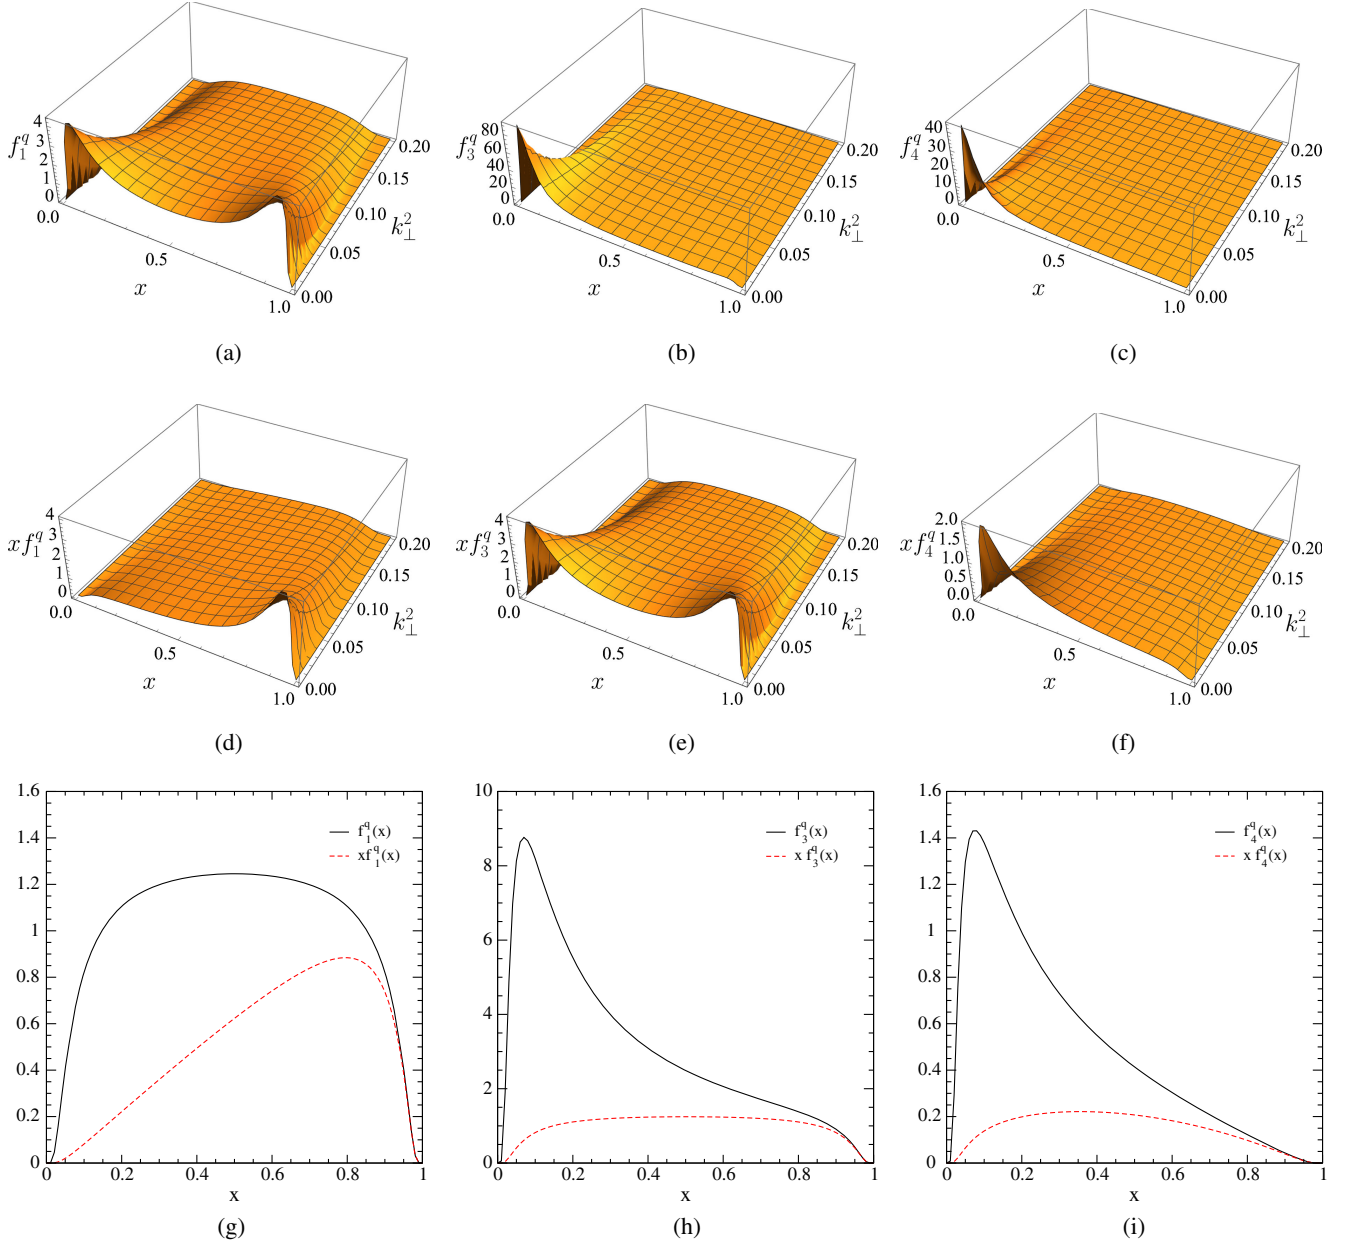 4
3
2
1
0
f_1^q
0.0
0.5
1.0
x
0.00
0.05
0.10
0.15
0.20
k_⊥^2
(a)
80
60
40
20
0
f_3^q
0.0
0.5
1.0
x
0.00
0.05
0.10
0.15
0.20
k_⊥^2
(b)
40
30
20
10
0
f_4^q
0.0
0.5
1.0
x
0.00
0.05
0.10
0.15
0.20
k_⊥^2
(c)
4
3
2
1
0
x f_1^q
0.0
0.5
1.0
x
0.00
0.05
0.10
0.15
0.20
k_⊥^2
(d)
4
3
2
1
0
x f_3^q
0.0
0.5
1.0
x
0.00
0.05
0.10
0.15
0.20
k_⊥^2
(e)
2.0
1.5
1.0
0.5
0.0
x f_4^q
0.0
0.5
1.0
x
0.00
0.05
0.10
0.15
0.20
k_⊥^2
(f)
1.6
1.4
1.2
1
0.8
0.6
0.4
0.2
0
f_1^q(x)
xf_1^q(x)
0 0.2 0.4 0.6 0.8 1
x
(g)
10
8
6
4
2
0
f_3^q(x)
x f_3^q(x)
0 0.2 0.4 0.6 0.8 1
x
(h)
1.6
1.4
1.2
1
0.8
0.6
0.4
0.2
0
f_4^q(x)
x f_4^q(x)
0 0.2 0.4 0.6 0.8 1
x
(i)